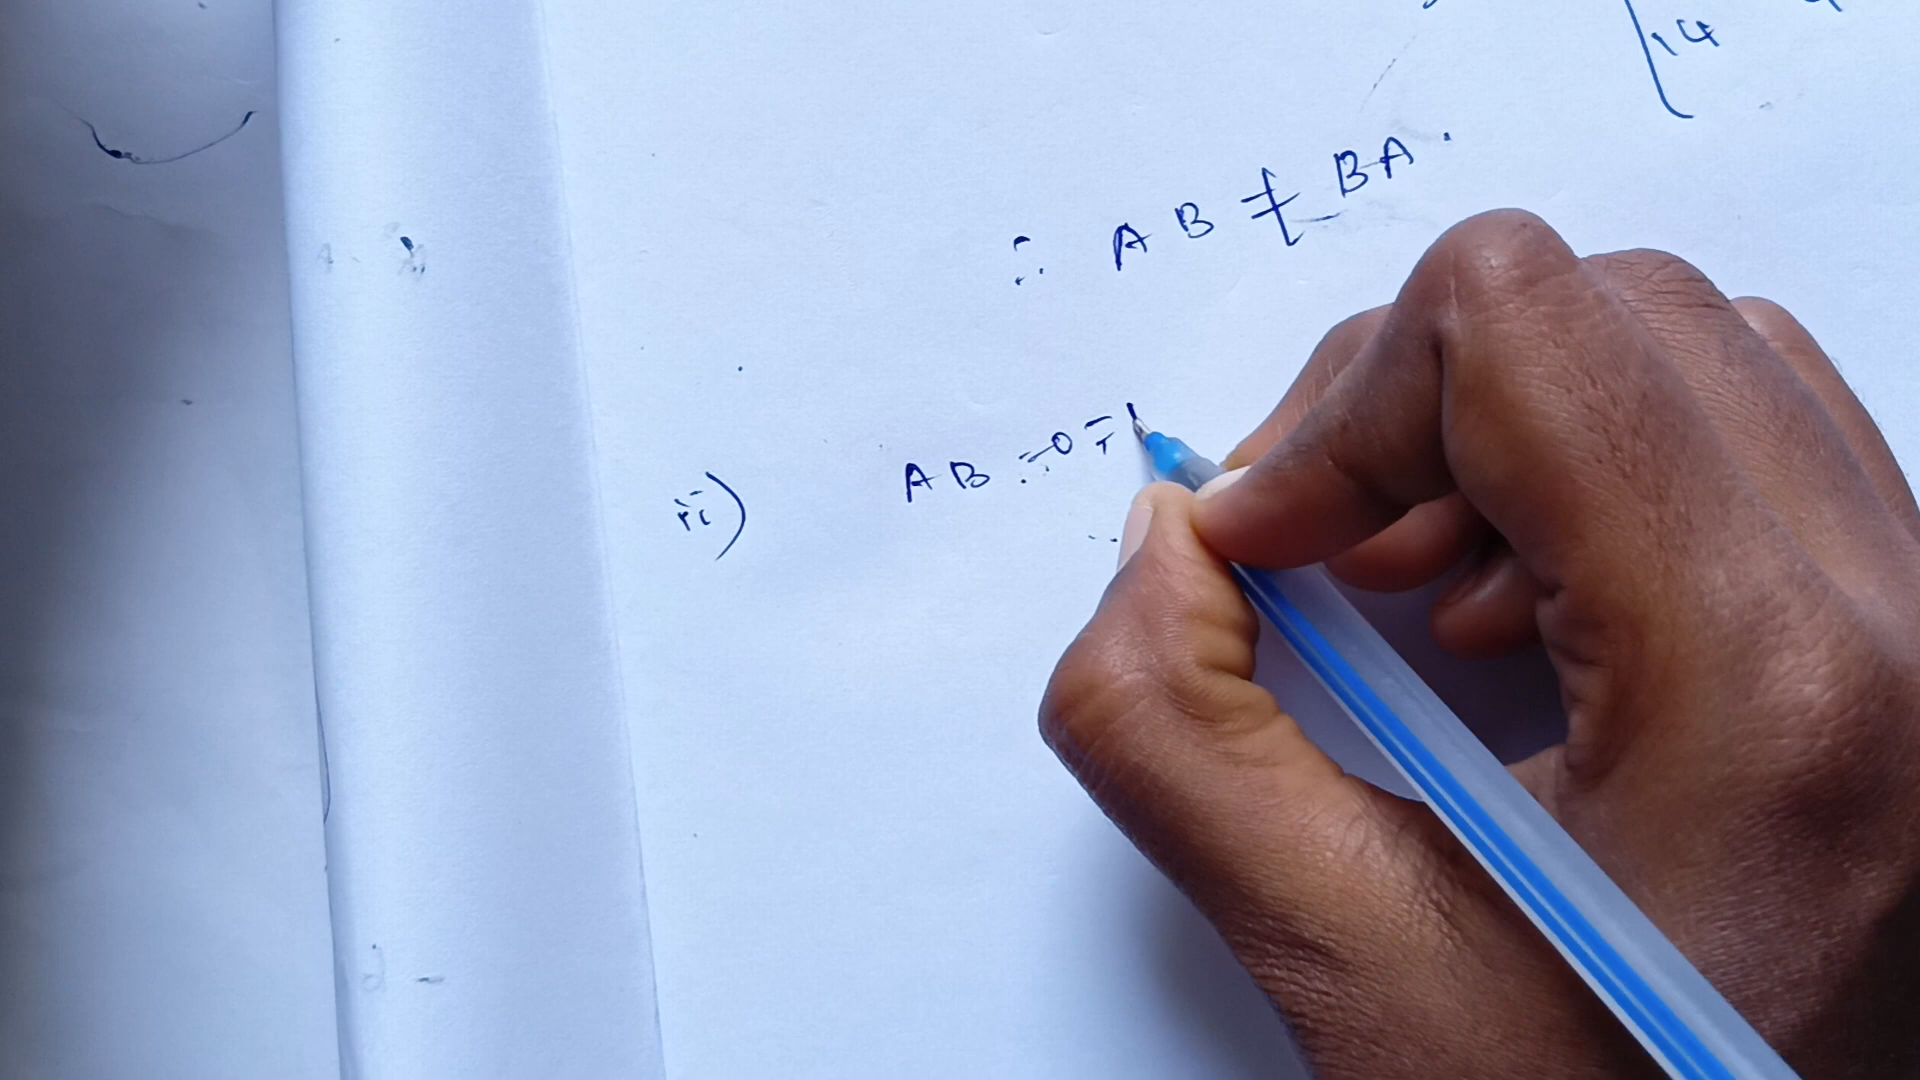 14
∴ AB ≠ BA.
ii) AB = 0